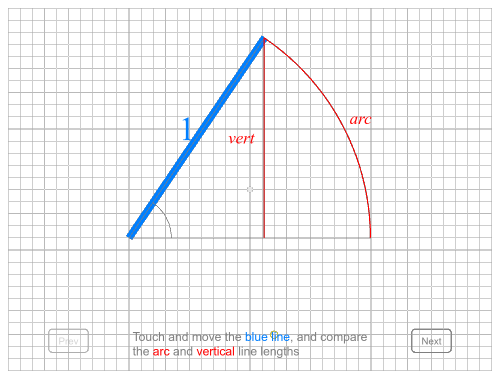 1
vert
arc
Prev
Touch and move the blue line, and compare
the arc and vertical line lengths
Next